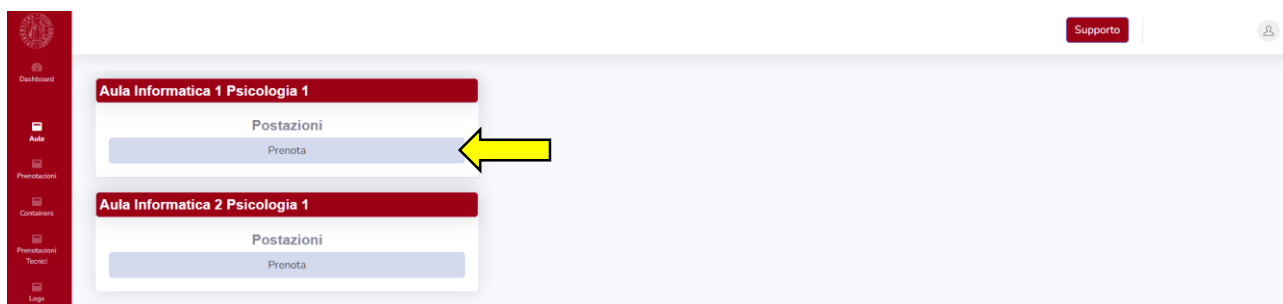 Supporto
Dashboard
Aule
Prenotazioni
Containers
Prenotazioni
Tecnici
Logs
Aula Informatica 1 Psicologia 1
Postazioni
Prenota
Aula Informatica 2 Psicologia 1
Postazioni
Prenota